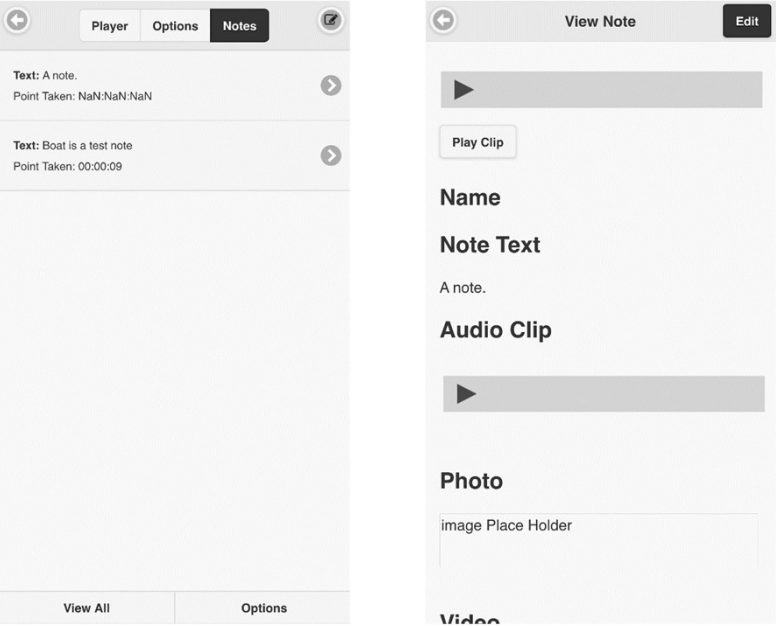 Player Options Notes
Text: A note.
Point Taken: NaN:NaN:NaN
Text: Boat is a test note
Point Taken: 00:00:09
View All Options
View Note Edit
Play Clip
Name
Note Text
A note.
Audio Clip
Photo
image Place Holder
Video